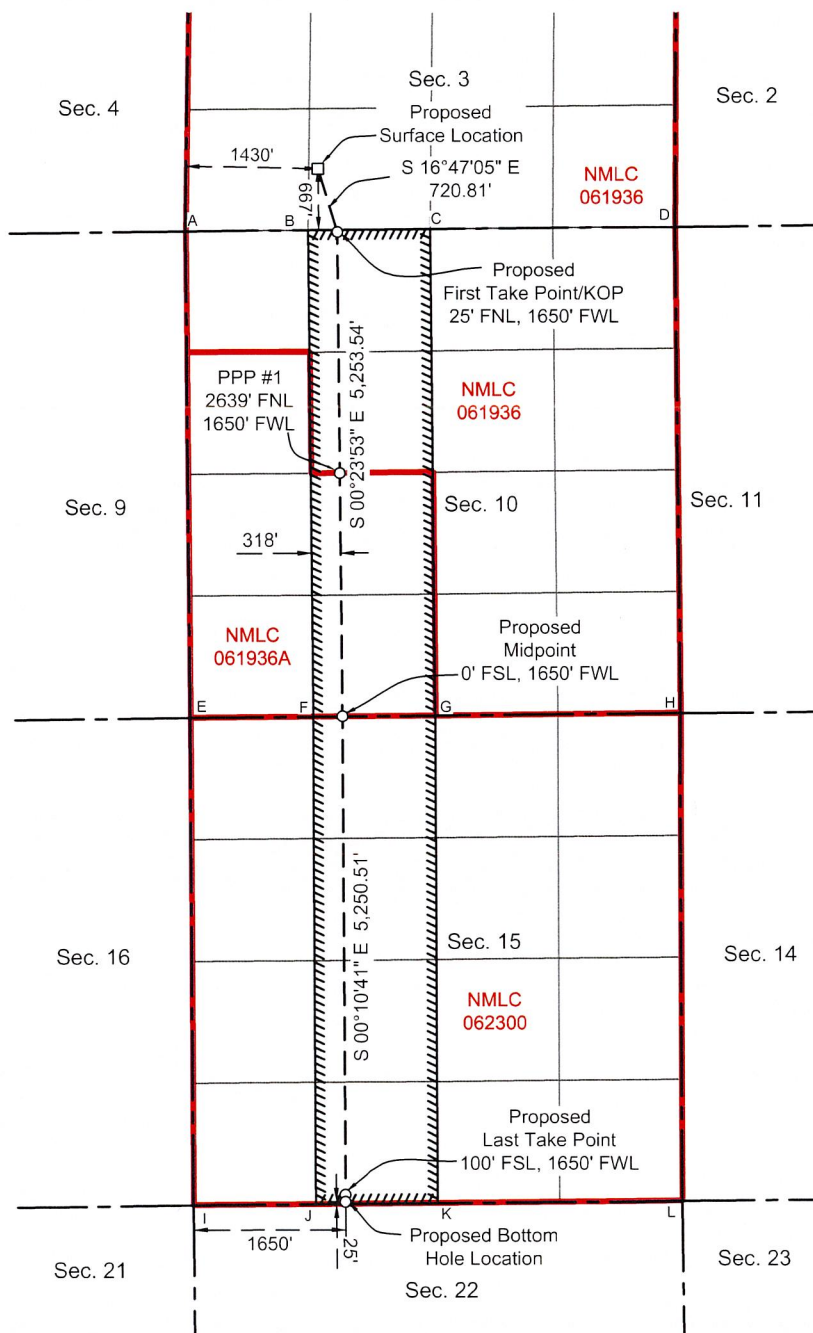 Sec. 3
Sec. 4
Sec. 2
Proposed
Surface Location
1430'
S 16°47'05" E
720.81'
667'
NMLC
061936
A
B
C
D
Proposed
First Take Point/KOP
25' FNL, 1650' FWL
S 00°23'53" E 5,253.54'
PPP #1
2639' FNL
1650' FWL
NMLC
061936
Sec. 9
Sec. 10
Sec. 11
318'
NMLC
061936A
Proposed
Midpoint
0' FSL, 1650' FWL
E
F
G
H
S 00°10'41" E 5,250.51'
Sec. 16
Sec. 15
Sec. 14
NMLC
062300
Proposed
Last Take Point
100' FSL, 1650' FWL
I
J
K
L
1650'
25'
Proposed Bottom
Hole Location
Sec. 21
Sec. 22
Sec. 23